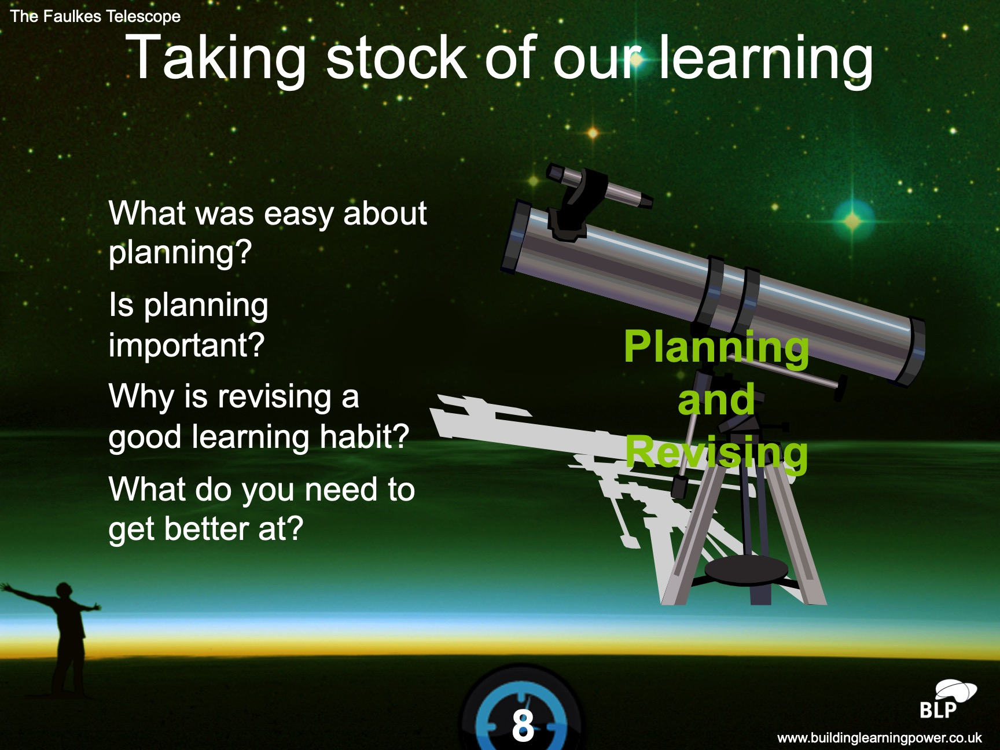 The Faulkes Telescope
Taking stock of our learning
What was easy about
planning?
Is planning
important?
Why is revising a
good learning habit?
What do you need to
get better at?
Planning
and
Revising
8
BLP
www.buildinglearningpower.co.uk